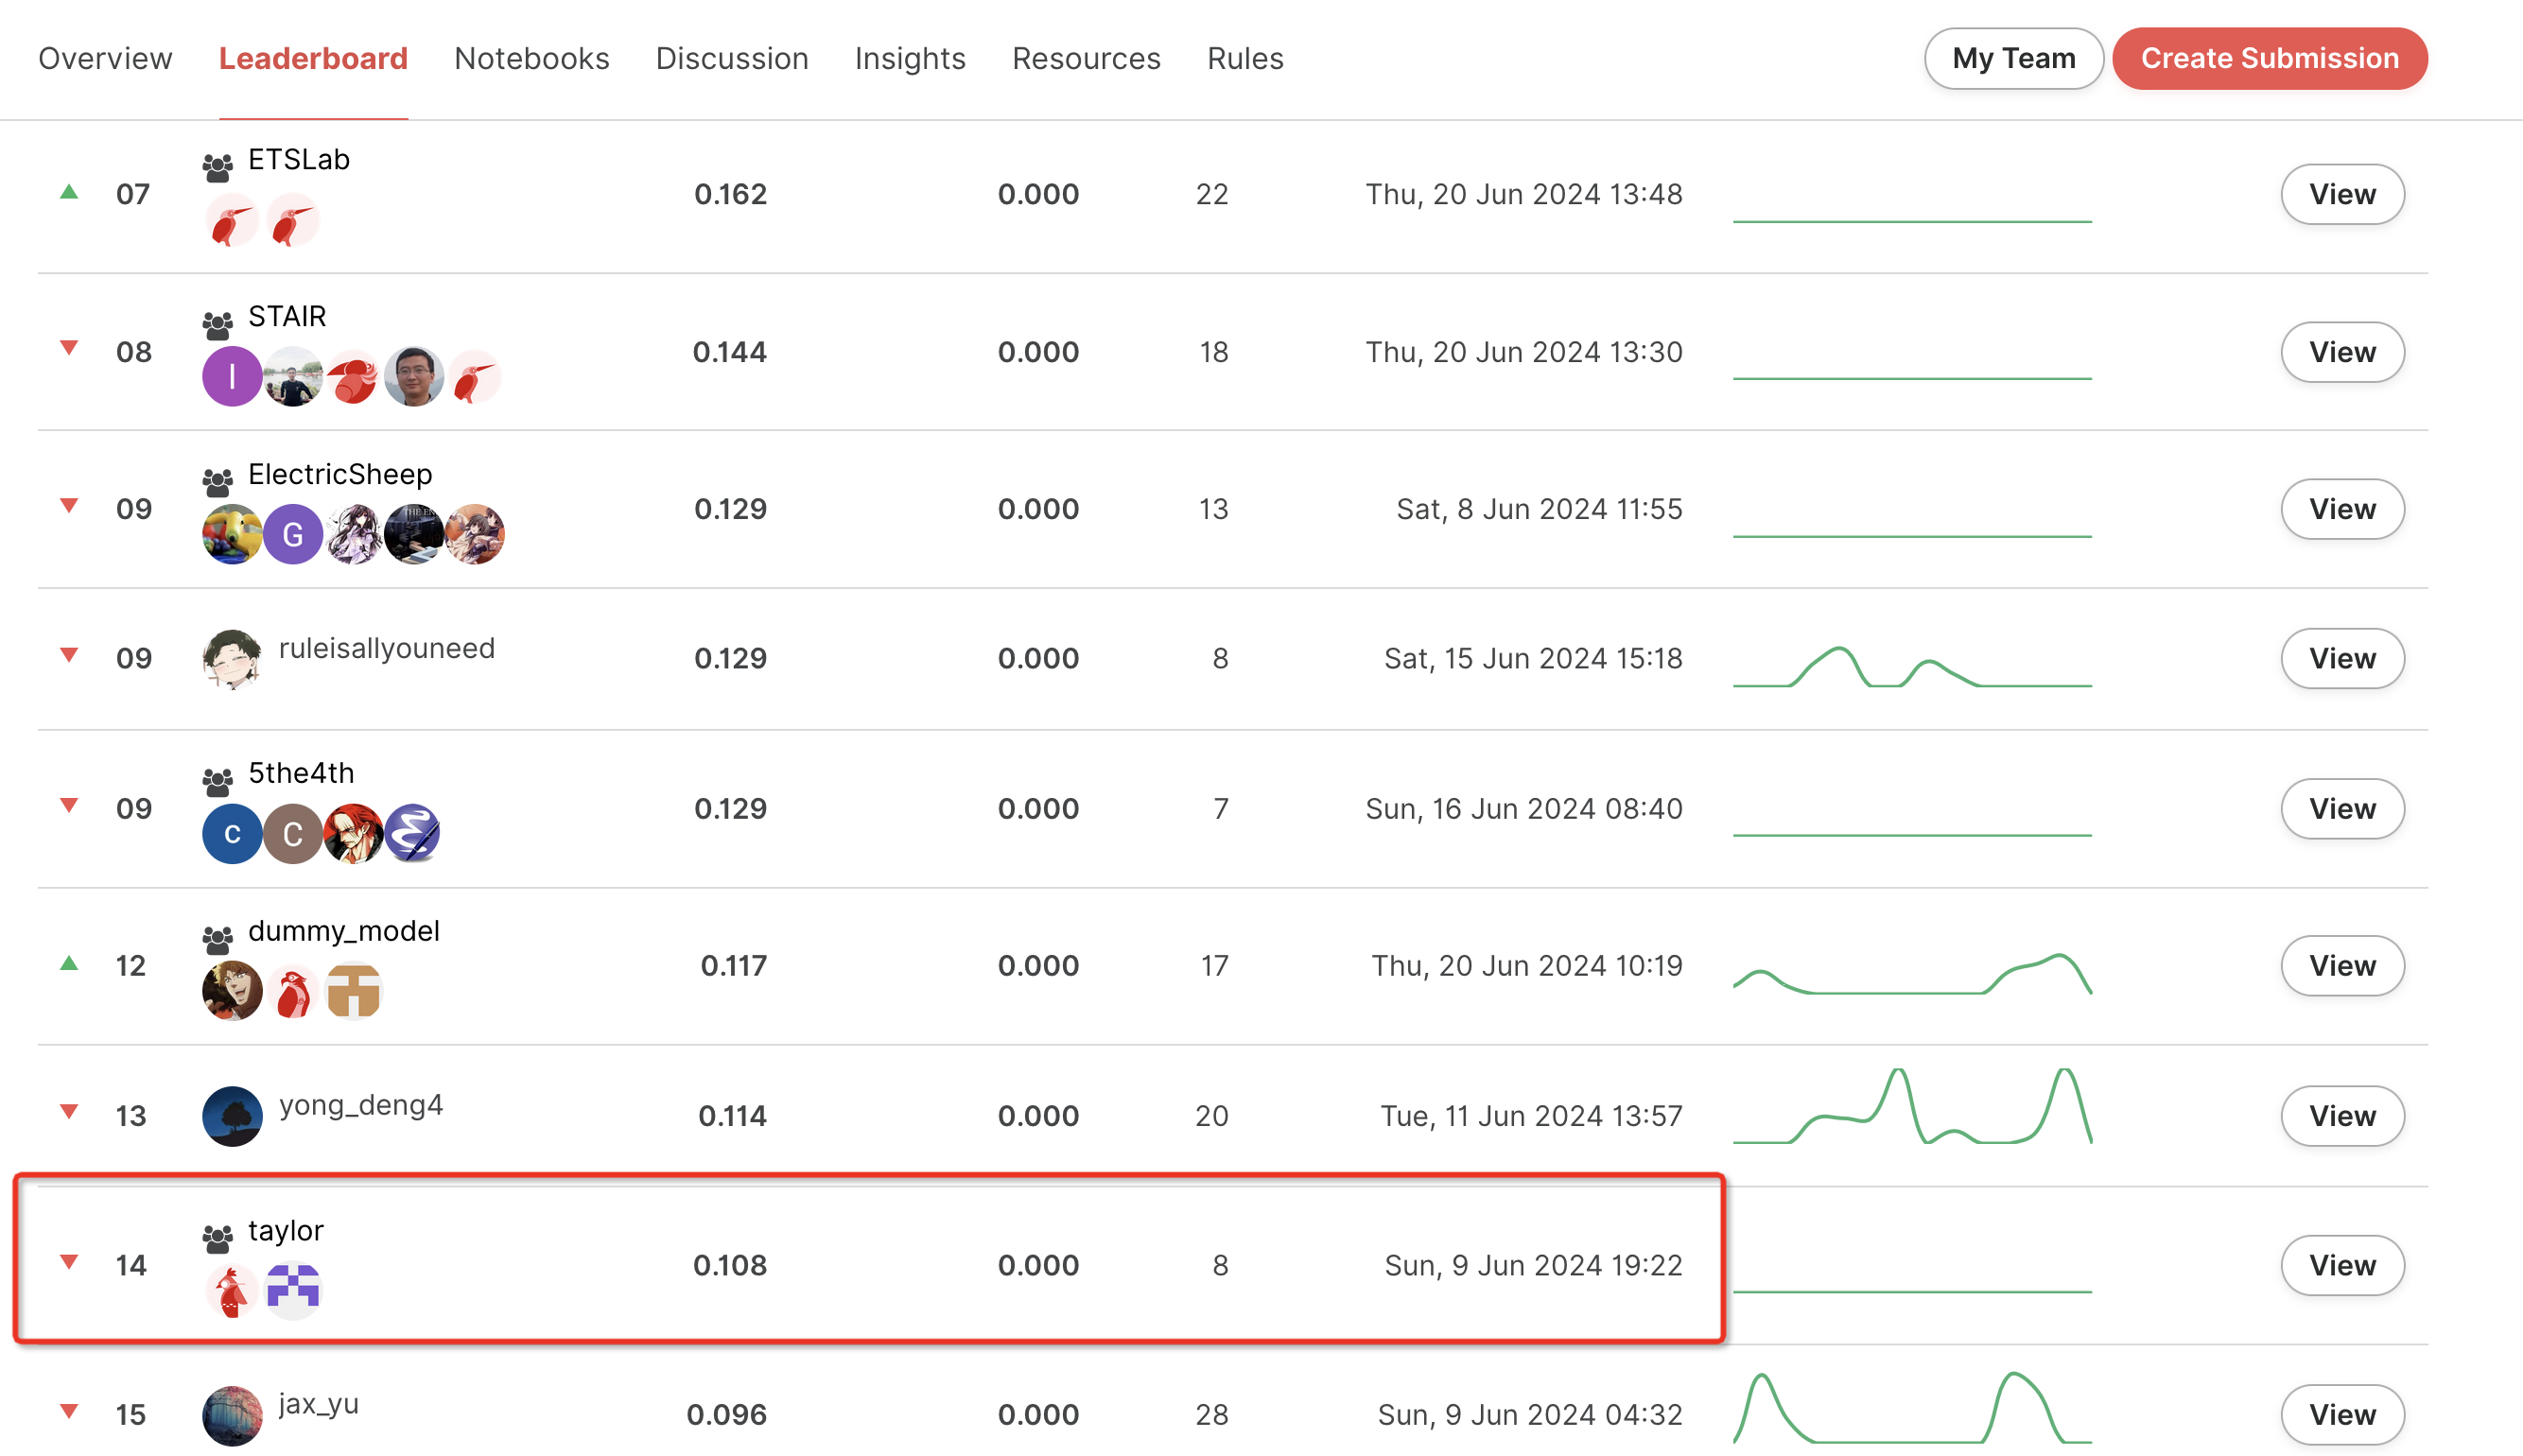 Overview Leaderboard Notebooks Discussion Insights Resources Rules My Team Create Submission
ETSLab
07 0.162 0.000 22 Thu, 20 Jun 2024 13:48 View
STAIR
08 0.144 0.000 18 Thu, 20 Jun 2024 13:30 View
I
ElectricSheep
09 0.129 0.000 13 Sat, 8 Jun 2024 11:55 View
G THE EN
ruleisallyouneed
09 0.129 0.000 8 Sat, 15 Jun 2024 15:18 View
5the4th
09 0.129 0.000 7 Sun, 16 Jun 2024 08:40 View
c C
dummy_model
12 0.117 0.000 17 Thu, 20 Jun 2024 10:19 View
yong_deng4
13 0.114 0.000 20 Tue, 11 Jun 2024 13:57 View
taylor
14 0.108 0.000 8 Sun, 9 Jun 2024 19:22 View
jax_yu
15 0.096 0.000 28 Sun, 9 Jun 2024 04:32 View